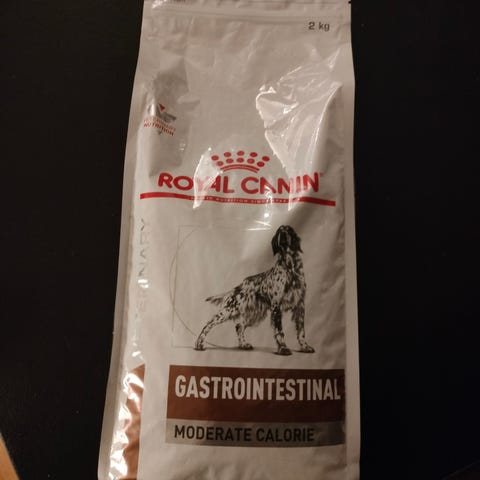 2 kg
ROYAL CANIN
GASTROINTESTINAL
MODERATE CALORIE